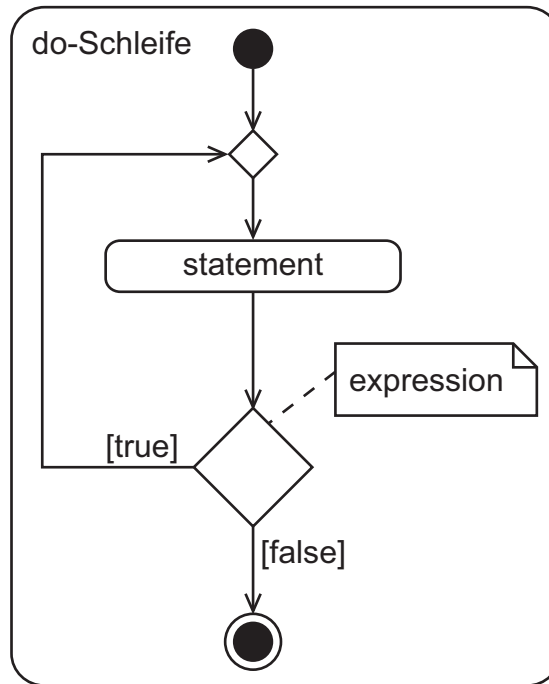 do-Schleife
statement
expression
[true]
[false]